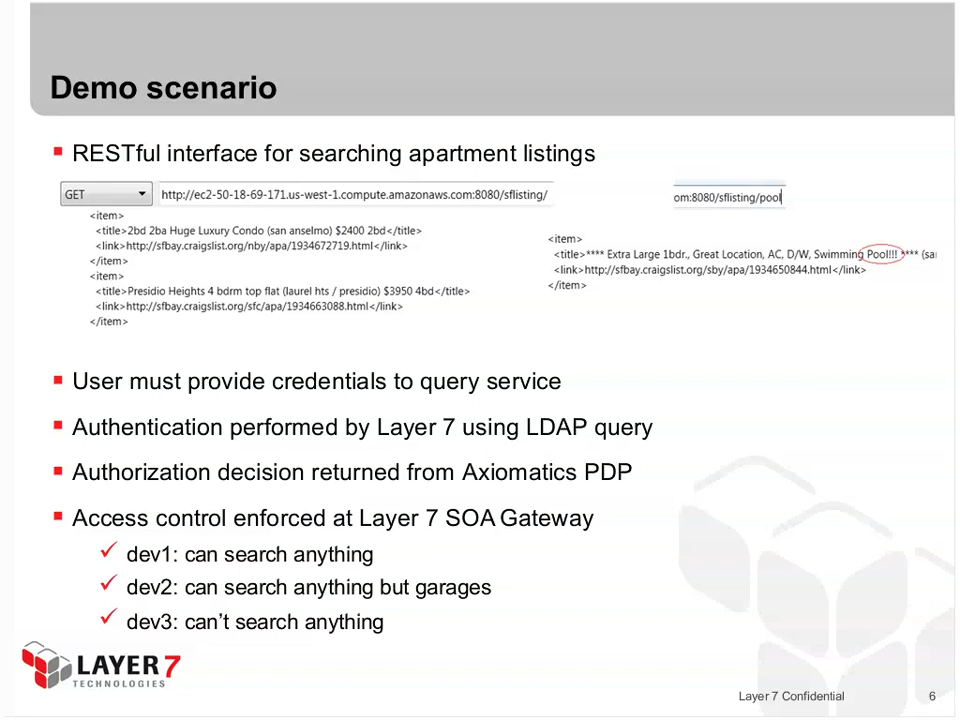 Demo scenario
RESTful interface for searching apartment listings
GET
http://ec2-50-18-69-171.us-west-1.compute.amazonaws.com:8080/sflisting/
om:8080/sflisting/pool
<item>
<title>2bd 2ba Huge Luxury Condo (san anselmo) $2400 2bd</title>
<link>http://sfbay.craigslist.org/nby/apa/1934672719.html</link>
</item>
<item>
<title>Presidio Heights 4 bdrm top flat (laurel hts / presidio) $3950 4bd</title>
<link>http://sfbay.craigslist.org/sfc/apa/1934663088.html</link>
</item>
<item>
<title>**** Extra Large 1bdr., Great Location, AC, D/W, Swimming Pool!!! **** (sa
<link>http://sfbay.craigslist.org/sby/apa/1934650844.html</link>
</item>
User must provide credentials to query service
Authentication performed by Layer 7 using LDAP query
Authorization decision returned from Axiomatics PDP
Access control enforced at Layer 7 SOA Gateway
dev1: can search anything
dev2: can search anything but garages
dev3: can’t search anything
LAYER 7
TECHNOLOGIES
Layer 7 Confidential
6